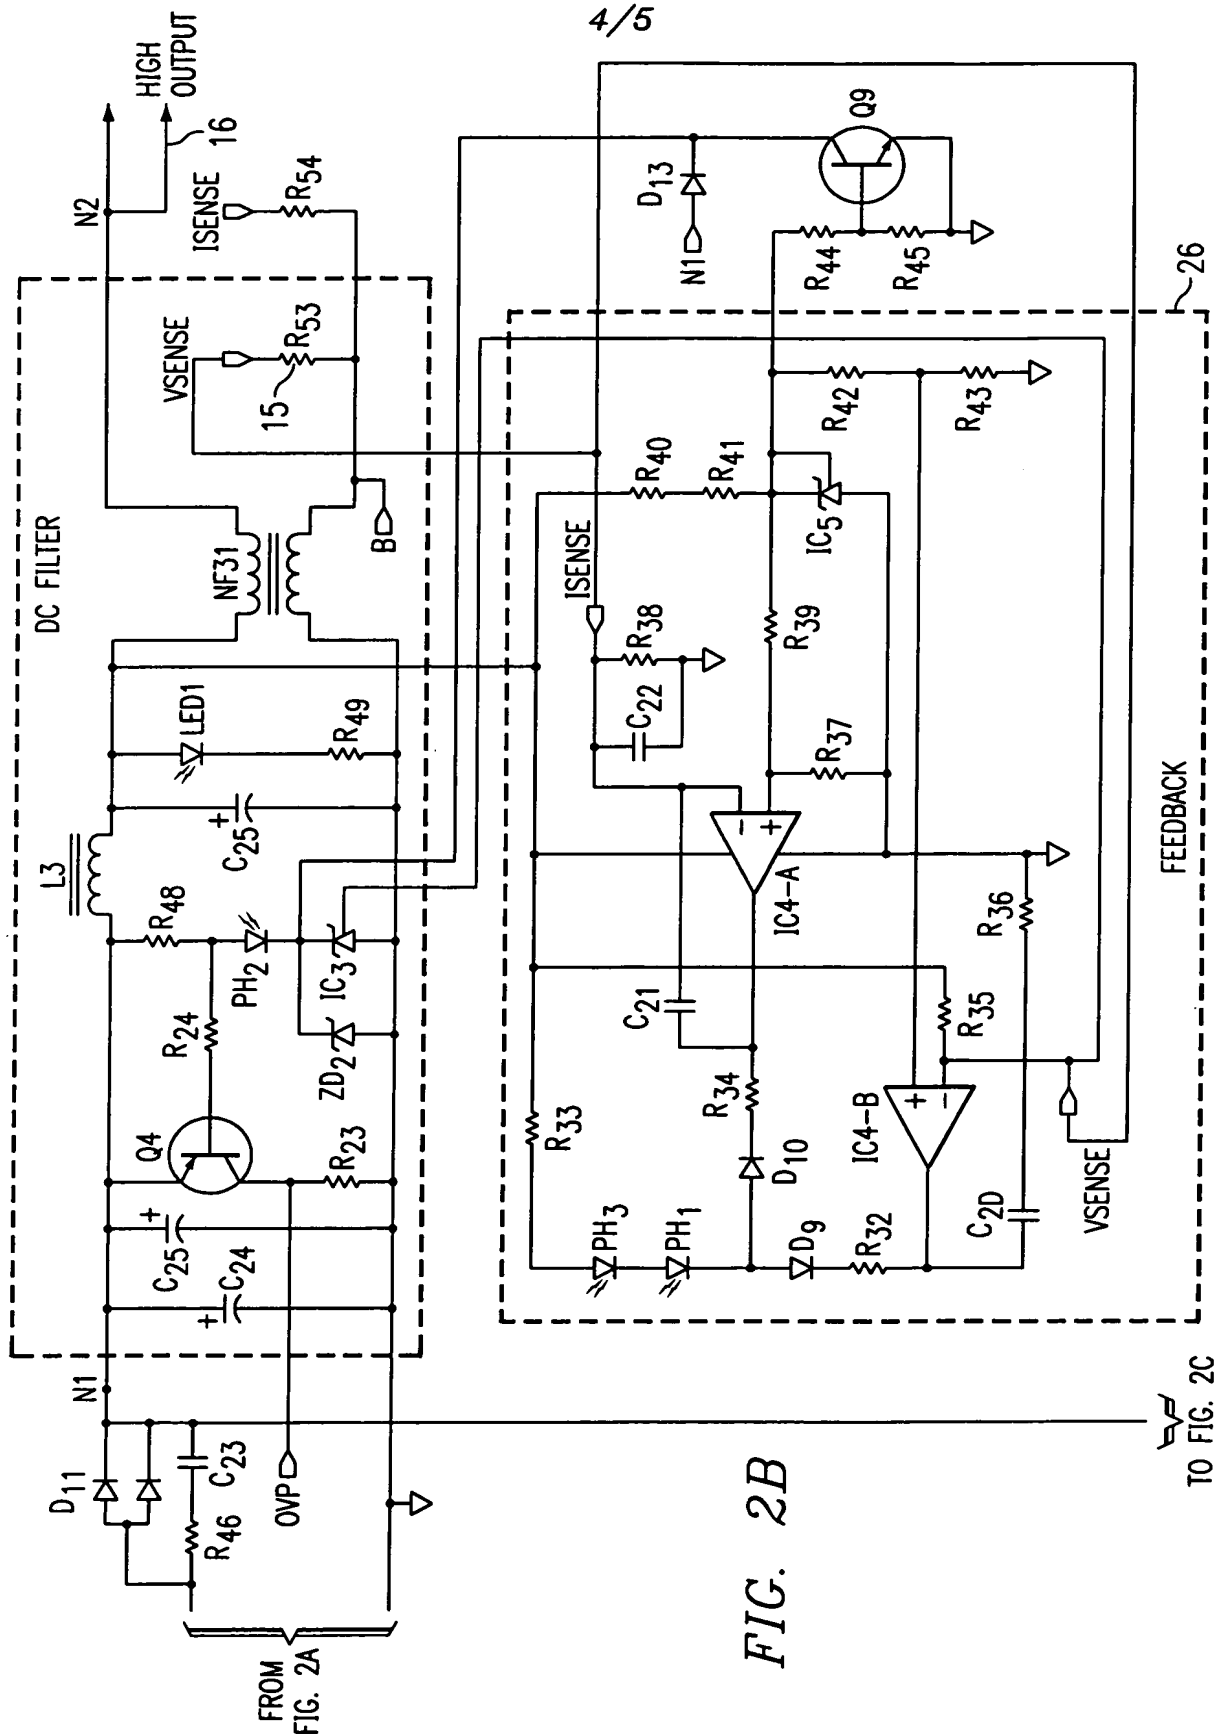 4/5
HIGH
OUTPUT
16
N2
ISENSE
R54
VSENSE
R53
15
DC FILTER
NF31
B
LED1
R49
L3
C25
R48
PH2
IC3
R24
ZD2
Q4
R23
C25
C24
N1
D11
C23
R46
OVP
FROM
FIG. 2A
Q9
D13
N1
R44
R45
26
R42
R43
R40
R41
IC5
ISENSE
R38
C22
R39
R37
FEEDBACK
IC4-A
C21
R36
R35
R34
R33
IC4-B
D10
PH3
PH1
D9
R32
C2D
VSENSE
FIG. 2B
TO FIG. 2C